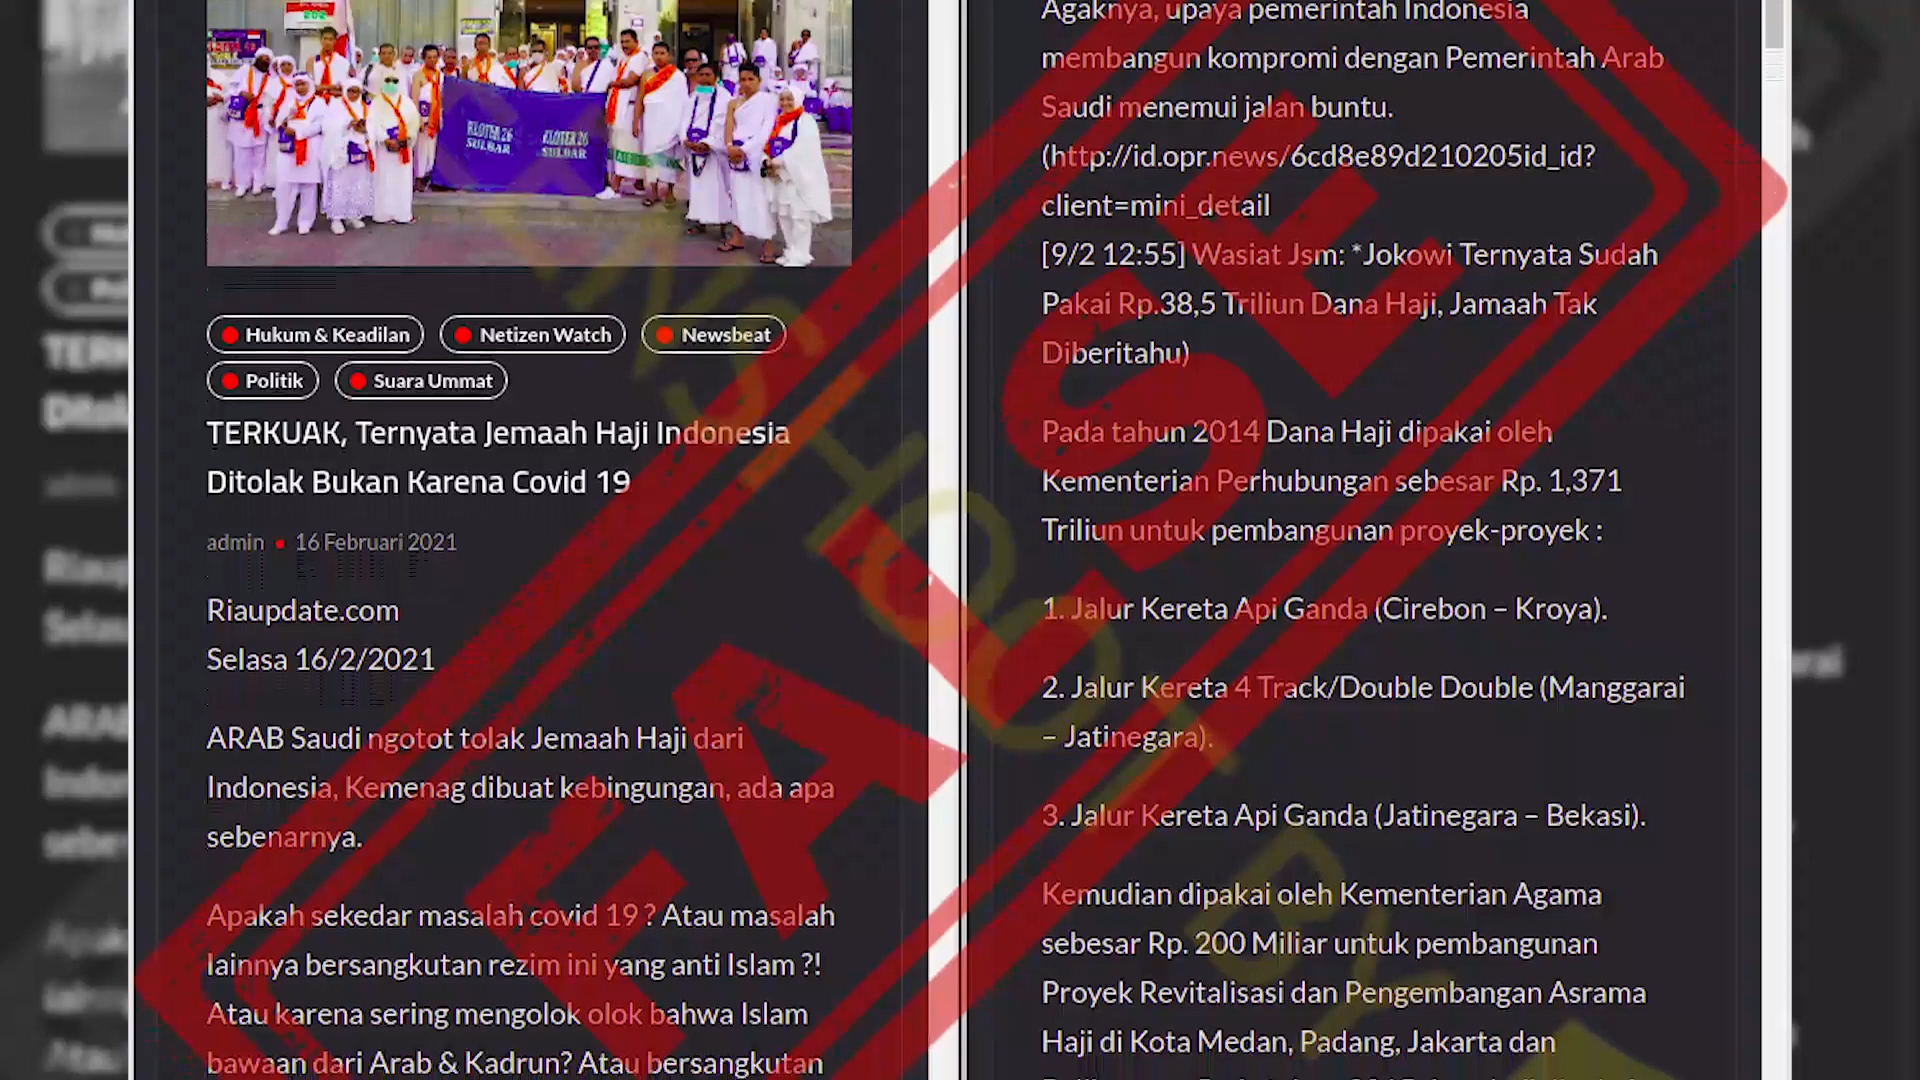 202
KLOTER 26
SULBAR
KLOTER 26
SULBAR
Hukum & Keadilan
Netizen Watch
Newsbeat
Politik
Suara Ummat
TERKUAK, Ternyata Jemaah Haji Indonesia
Ditolak Bukan Karena Covid 19
admin • 16 Februari 2021
Riaupdate.com
Selasa 16/2/2021
ARAB Saudi ngotot tolak Jemaah Haji dari
Indonesia, Kemenag dibuat kebingungan, ada apa
sebenarnya.
Apakah sekedar masalah covid 19 ? Atau masalah
lainnya bersangkutan rezim ini yang anti Islam ?!
Atau karena sering mengolok olok bahwa Islam
bawaan dari Arab & Kadrun? Atau bersangkutan
Agaknya, upaya pemerintah Indonesia
membangun kompromi dengan Pemerintah Arab
Saudi menemui jalan buntu.
(http://id.opr.news/6cd8e89d210205id_id?
client=mini_detail
[9/2 12:55] Wasiat Jsm: *Jokowi Ternyata Sudah
Pakai Rp.38,5 Triliun Dana Haji, Jamaah Tak
Diberitahu)
Pada tahun 2014 Dana Haji dipakai oleh
Kementerian Perhubungan sebesar Rp. 1,371
Triliun untuk pembangunan proyek-proyek :
1. Jalur Kereta Api Ganda (Cirebon – Kroya).
2. Jalur Kereta 4 Track/Double Double (Manggarai
– Jatinegara).
3. Jalur Kereta Api Ganda (Jatinegara – Bekasi).
Kemudian dipakai oleh Kementerian Agama
sebesar Rp. 200 Miliar untuk pembangunan
Proyek Revitalisasi dan Pengembangan Asrama
Haji di Kota Medan, Padang, Jakarta dan
FALSE